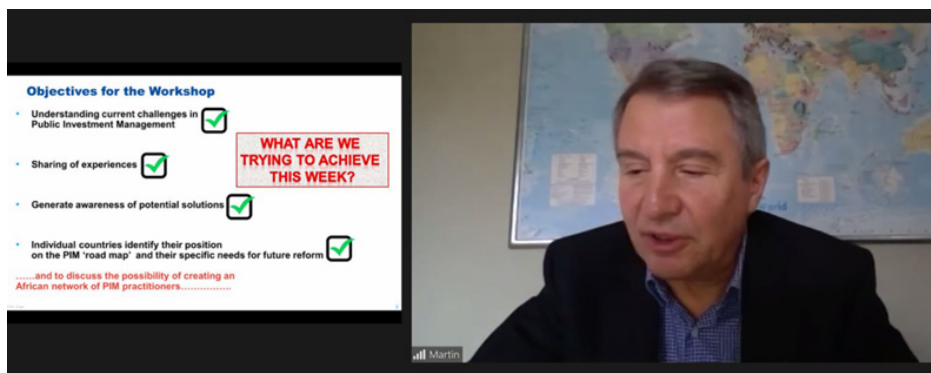 Objectives for the Workshop
Understanding current challenges in
Public Investment Management
WHAT ARE WE
TRYING TO ACHIEVE
THIS WEEK?
Sharing of experiences
Generate awareness of potential solutions
Individual countries identify their position
on the PIM 'road map' and their specific needs for future reform
......and to discuss the possibility of creating an
African network of PIM practitioners...............
Martin